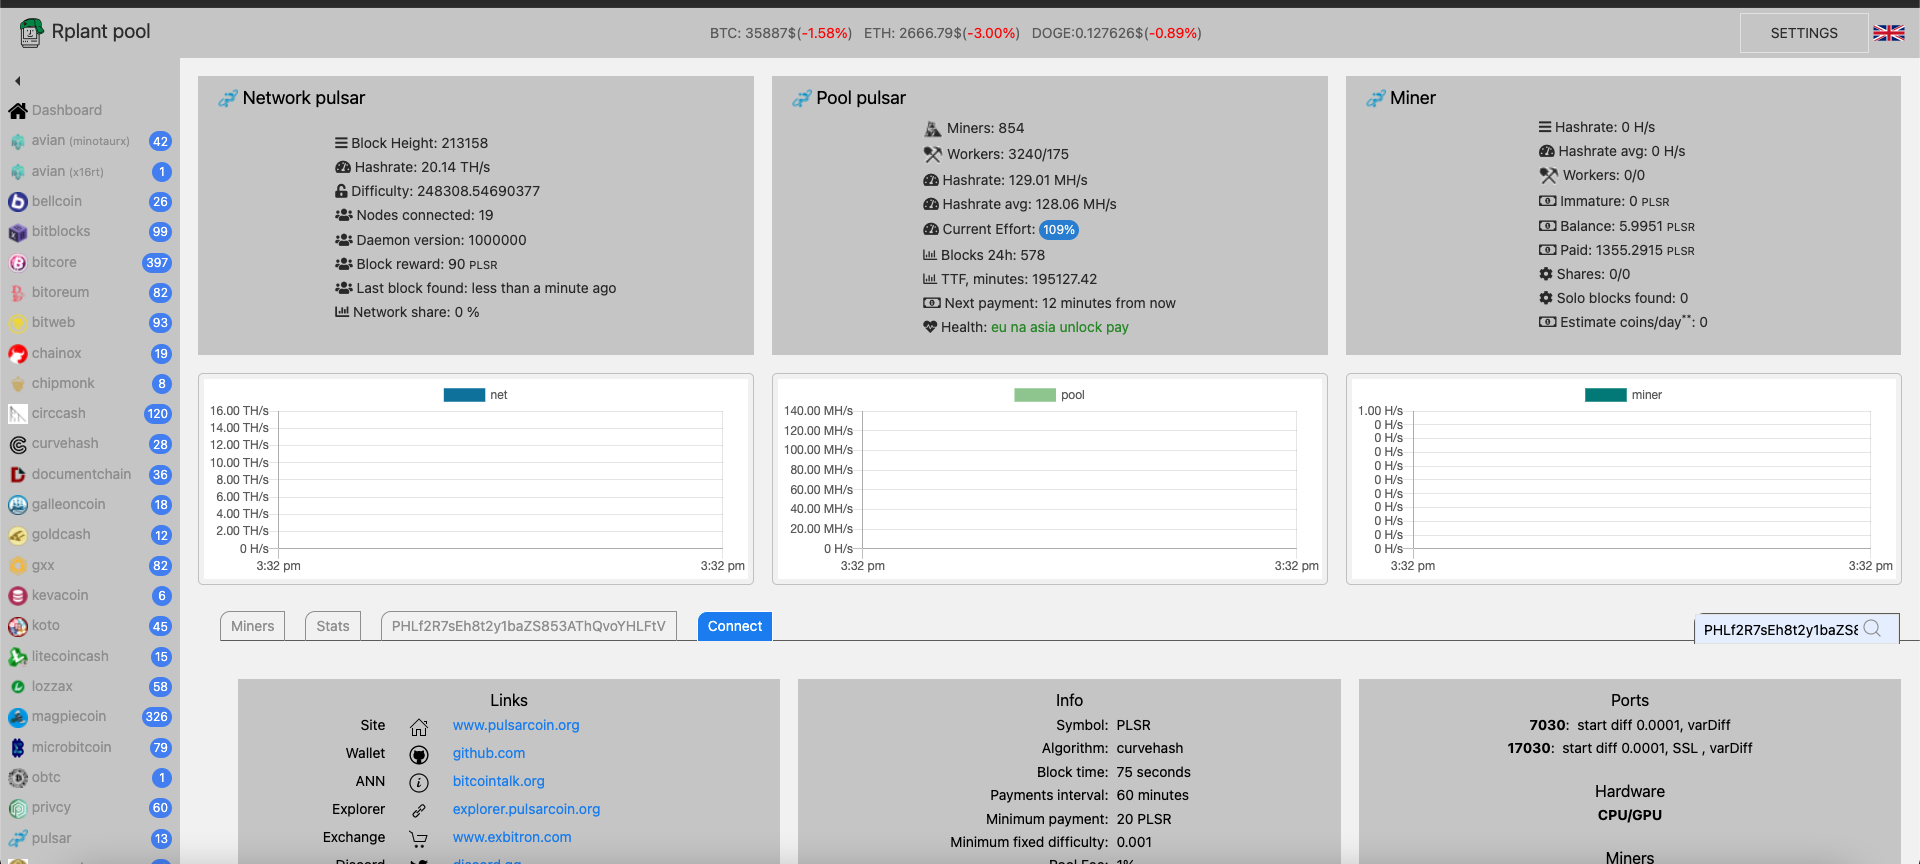 Rplant pool
BTC: 35887$(-1.58%) ETH: 2666.79$(-3.00%) DOGE:0.127626$(-0.89%)
SETTINGS
Dashboard
avian (minotaurx) 42
avian (x16rt) 1
bellcoin 26
bitblocks 99
bitcore 397
bitoreum 82
bitweb 93
chainox 19
chipmonk 8
circcash 120
curvehash 28
documentchain 36
galleoncoin 18
goldcash 12
gxx 82
kevacoin 6
koto 45
litecoincash 15
lozzax 58
magpiecoin 326
microbitcoin 79
obtc 1
privcy 60
pulsar 13
Network pulsar
Block Height: 213158
Hashrate: 20.14 TH/s
Difficulty: 248308.54690377
Nodes connected: 19
Daemon version: 1000000
Block reward: 90 PLSR
Last block found: less than a minute ago
Network share: 0 %
Pool pulsar
Miners: 854
Workers: 3240/175
Hashrate: 129.01 MH/s
Hashrate avg: 128.06 MH/s
Current Effort: 109%
Blocks 24h: 578
TTF, minutes: 195127.42
Next payment: 12 minutes from now
Health: eu na asia unlock pay
Miner
Hashrate: 0 H/s
Hashrate avg: 0 H/s
Workers: 0/0
Immature: 0 PLSR
Balance: 5.9951 PLSR
Paid: 1355.2915 PLSR
Shares: 0/0
Solo blocks found: 0
Estimate coins/day**: 0
net
16.00 TH/s
14.00 TH/s
12.00 TH/s
10.00 TH/s
8.00 TH/s
6.00 TH/s
4.00 TH/s
2.00 TH/s
0 H/s
3:32 pm 3:32 pm
pool
140.00 MH/s
120.00 MH/s
100.00 MH/s
80.00 MH/s
60.00 MH/s
40.00 MH/s
20.00 MH/s
0 H/s
3:32 pm 3:32 pm
miner
1.00 H/s
0 H/s
0 H/s
0 H/s
0 H/s
0 H/s
0 H/s
0 H/s
0 H/s
0 H/s
0 H/s
3:32 pm 3:32 pm
Miners Stats PHLf2R7sEh8t2y1baZS853AThQvoYHLFtV Connect
PHLf2R7sEh8t2y1baZS8
Links
Site www.pulsarcoin.org
Wallet github.com
ANN bitcointalk.org
Explorer explorer.pulsarcoin.org
Exchange www.exbitron.com
Discord discord.gg
Info
Symbol: PLSR
Algorithm: curvehash
Block time: 75 seconds
Payments interval: 60 minutes
Minimum payment: 20 PLSR
Minimum fixed difficulty: 0.001
Pool Fee: 1%
Ports
7030: start diff 0.0001, varDiff
17030: start diff 0.0001, SSL , varDiff
Hardware
CPU/GPU
Miners